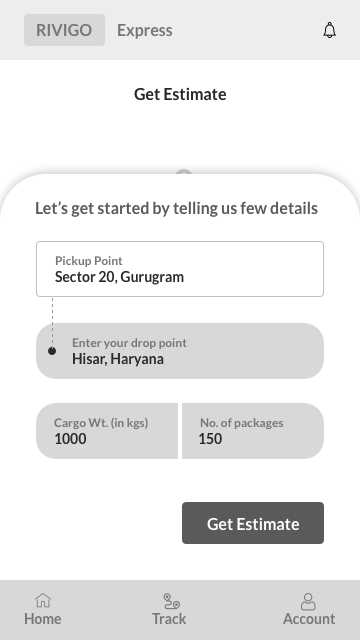 RIVIGO Express
Get Estimate
Let's get started by telling us few details
Pickup Point
Sector 20, Gurugram
Enter your drop point
Hisar, Haryana
Cargo Wt. (in kgs) No. of packages
1000 150
Get Estimate
Home Track Account